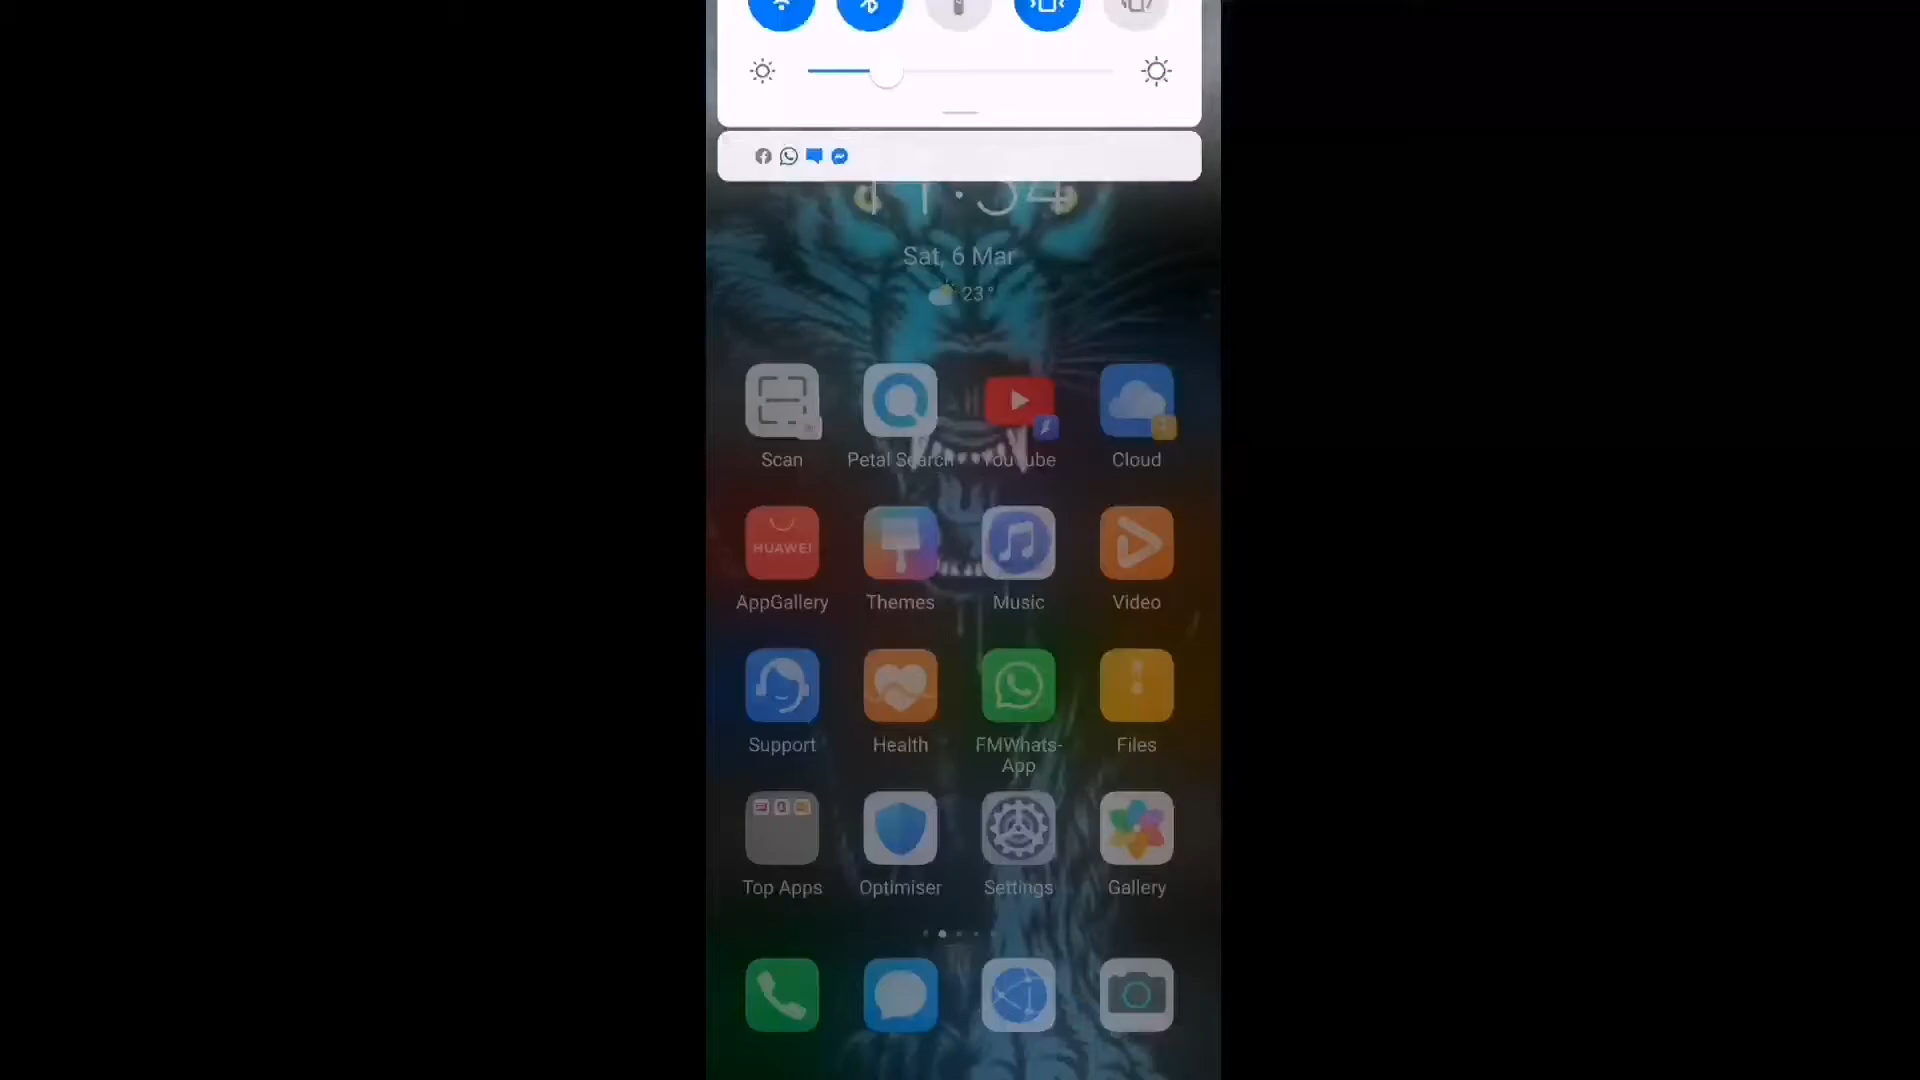 Sat, 6 Mar
23°
Scan
Petal Search
YouTube
Cloud
HUAWEI
AppGallery
Themes
Music
Video
Support
Health
FMWhats-
App
Files
Top Apps
Optimiser
Settings
Gallery